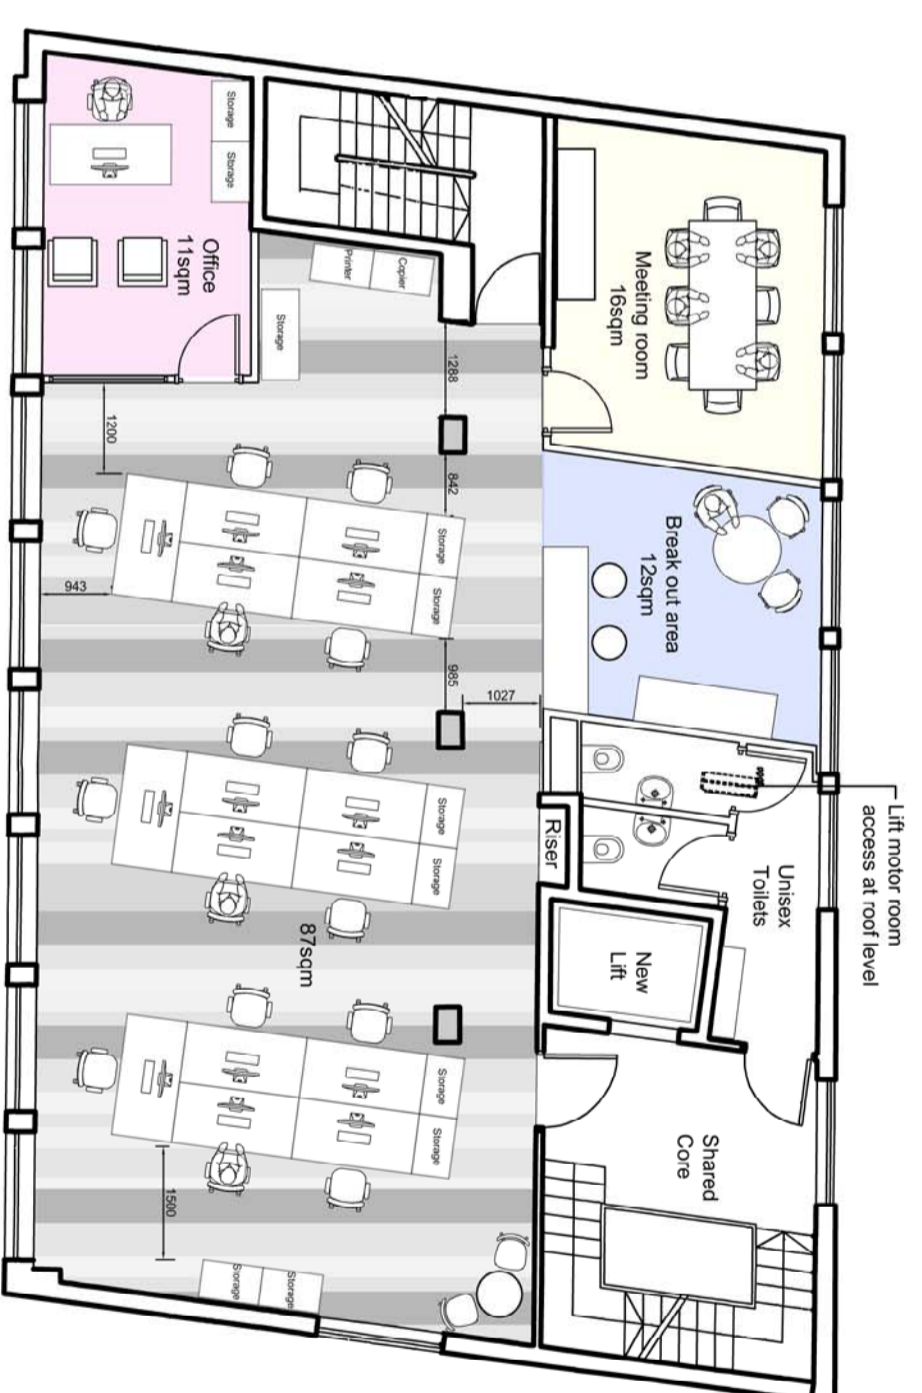 Storage
Storage
Office
11sqm
Printer
Copier
Storage
Meeting room
16sqm
1288
1200
842
Storage
Storage
943
985
1027
Break out area
12sqm
Storage
Storage
Riser
Unisex
Toilets
Lift motor room
access at roof level
New
Lift
87sqm
Storage
Storage
Shared
Core
1500
Storage
Storage